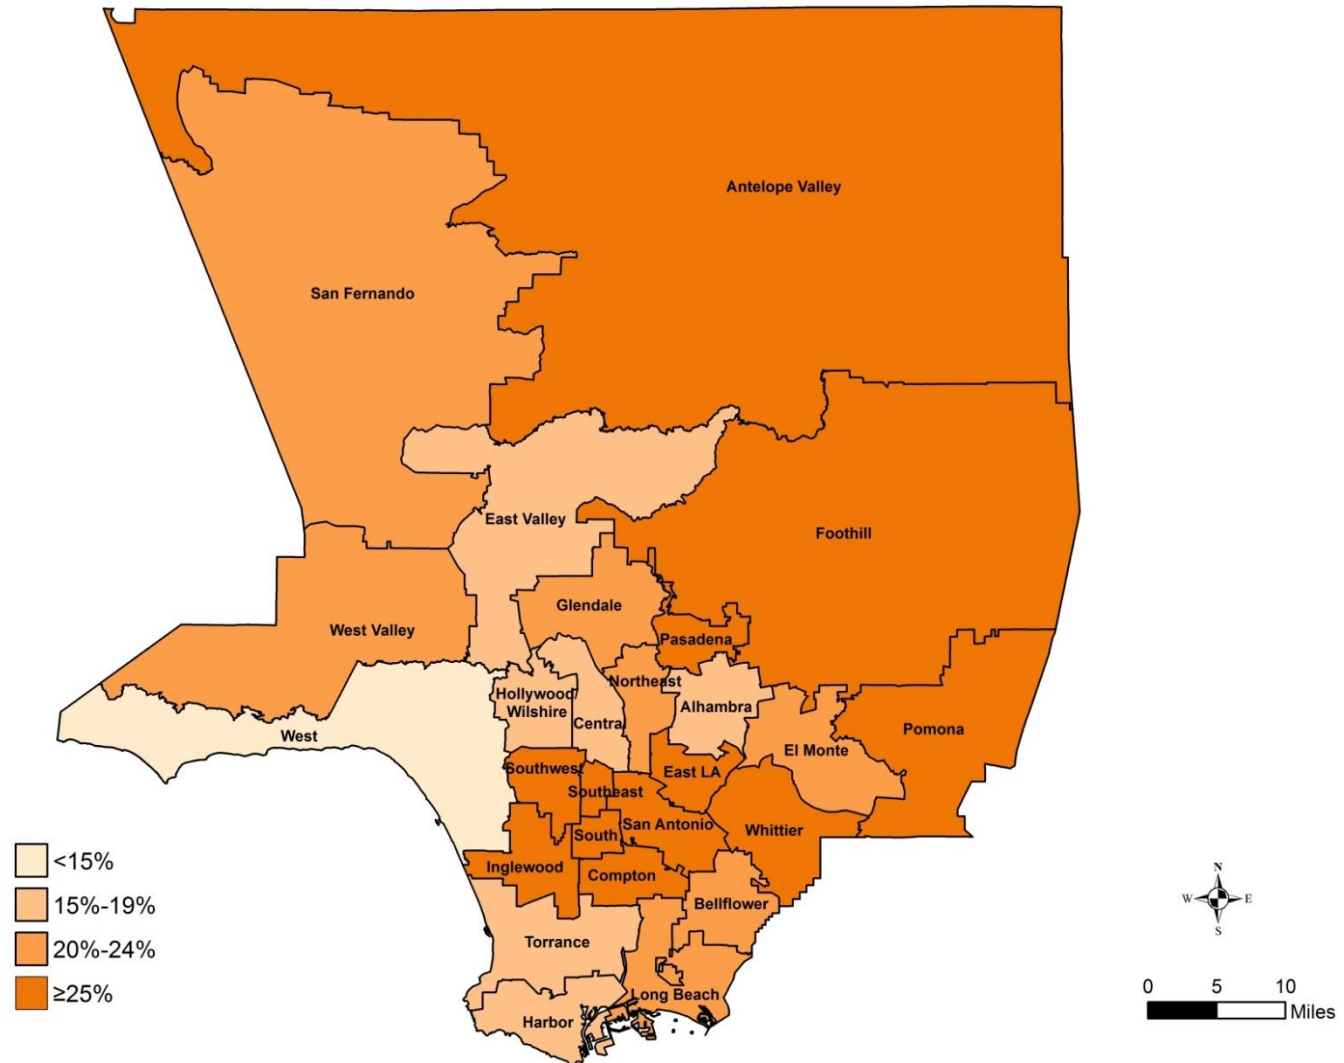 Antelope Valley
San Fernando
East Valley
Foothill
Glendale
West Valley
Pasadena
Northeast
Hollywood
Wilshire
Alhambra
Central
West
Pomona
El Monte
Southwest
East LA
Southeast
San Antonio
Whittier
South
Inglewood
Compton
Bellflower
Torrance
Long Beach
Harbor
<15%
15%-19%
20%-24%
≥25%
N
W E
S
0 5 10
Miles